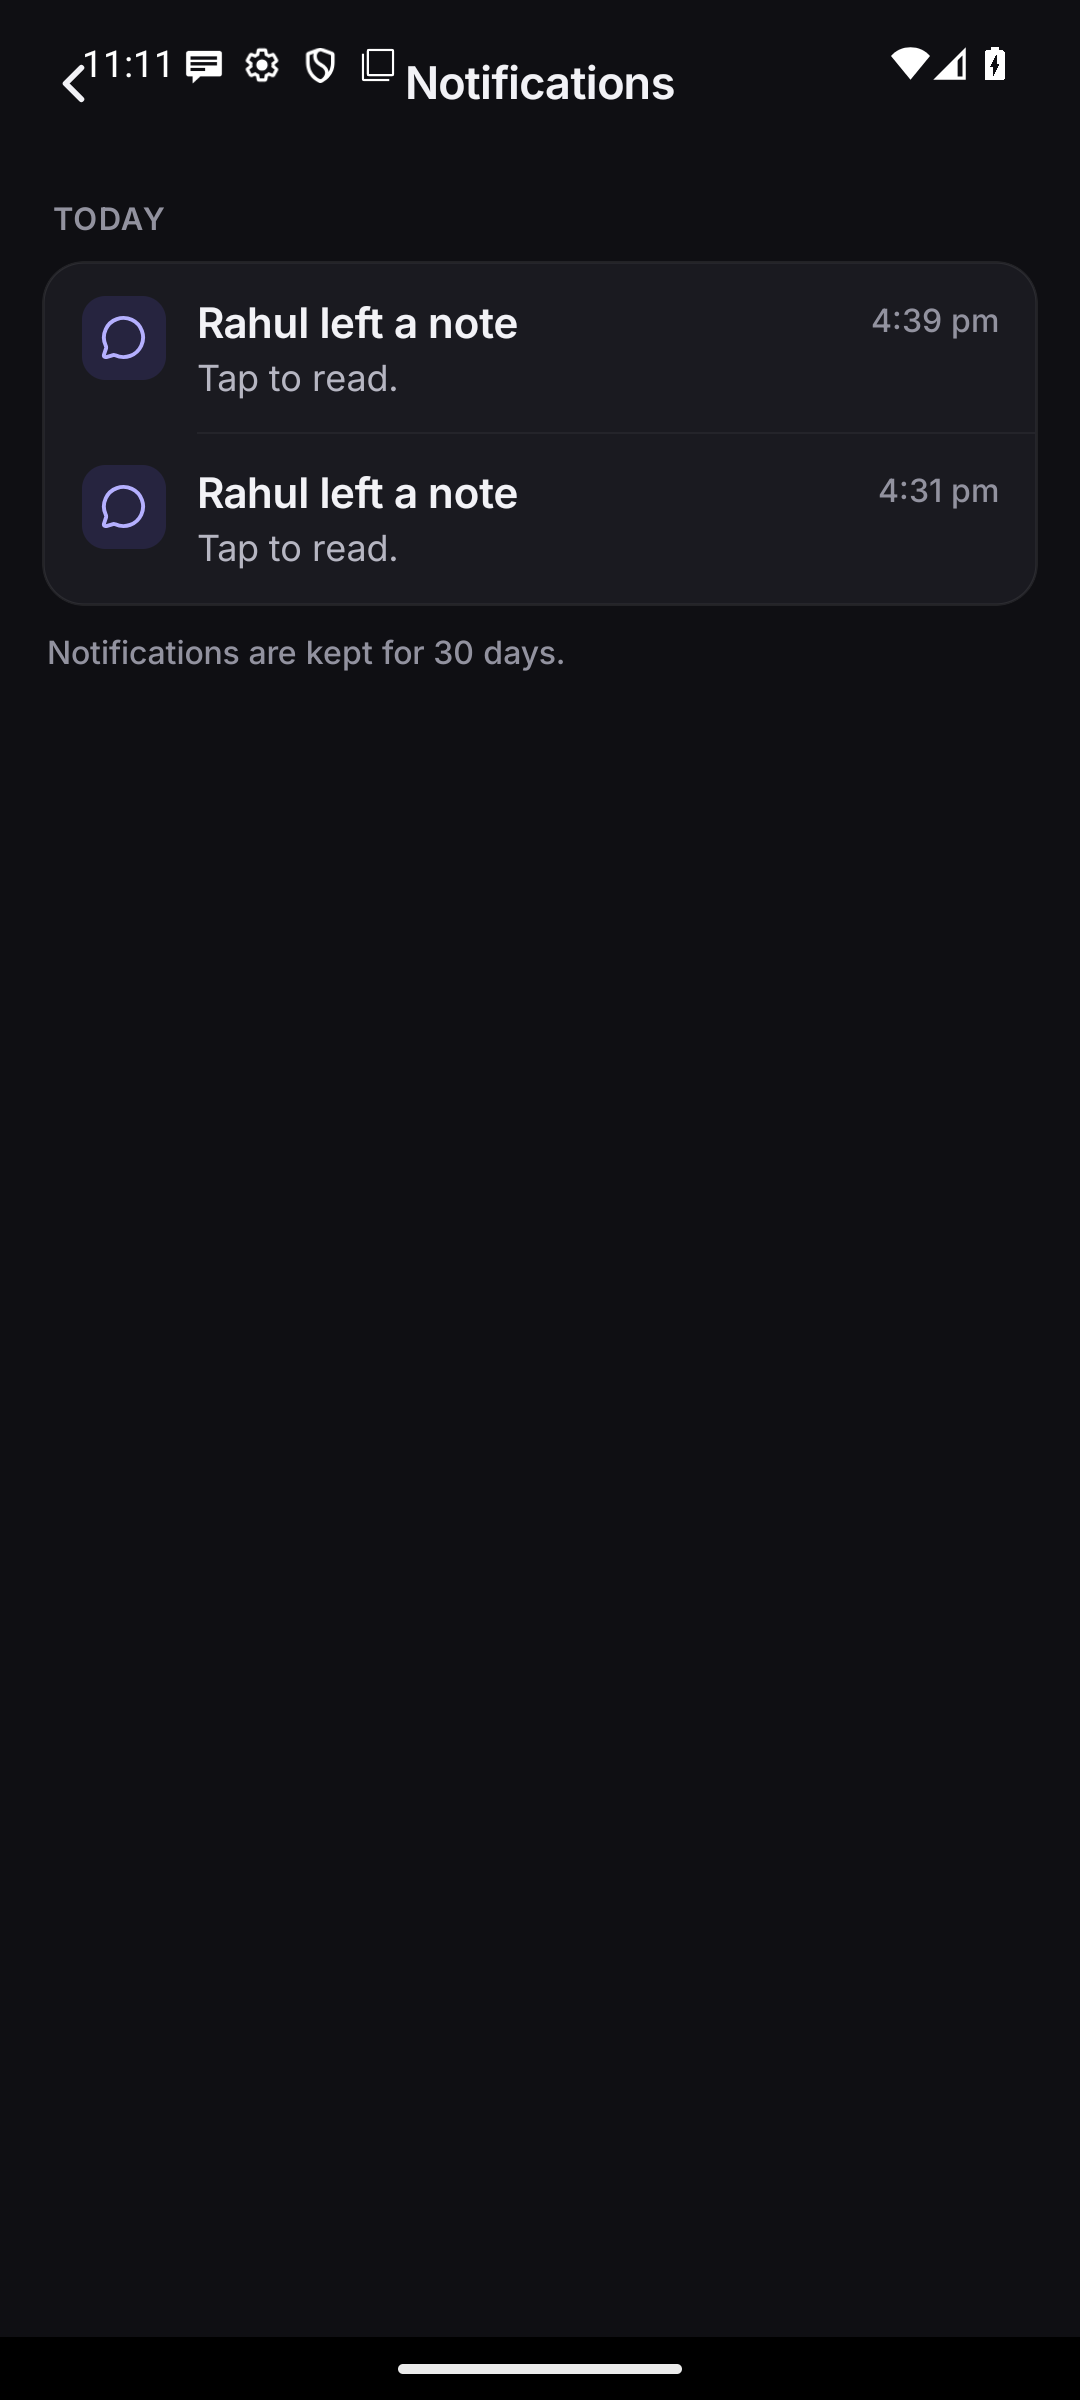 11:11
Notifications
TODAY
Rahul left a note
4:39 pm
Tap to read.
Rahul left a note
4:31 pm
Tap to read.
Notifications are kept for 30 days.